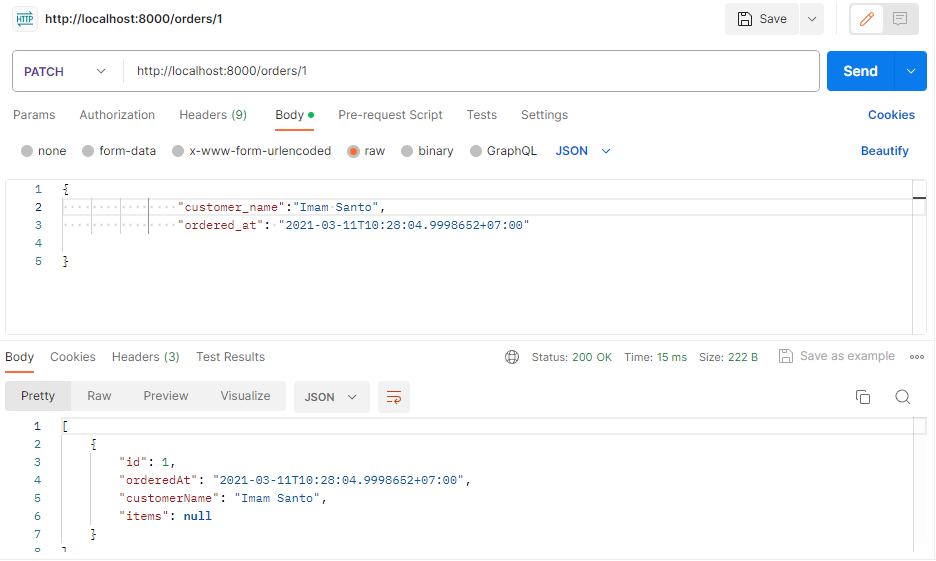 HTTP http://localhost:8000/orders/1 Save
PATCH http://localhost:8000/orders/1 Send
Params Authorization Headers (9) Body Pre-request Script Tests Settings Cookies
none form-data x-www-form-urlencoded raw binary GraphQL JSON Beautify
1 {
2 "customer_name":"Imam Santo",
3 "ordered_at": "2021-03-11T10:28:04.9998652+07:00"
4
5 }
Body Cookies Headers (3) Test Results Status: 200 OK Time: 15 ms Size: 222 B Save as example
Pretty Raw Preview Visualize JSON
1 [
2 {
3 "id": 1,
4 "orderedAt": "2021-03-11T10:28:04.9998652+07:00",
5 "customerName": "Imam Santo",
6 "items": null
7 }
8 ]